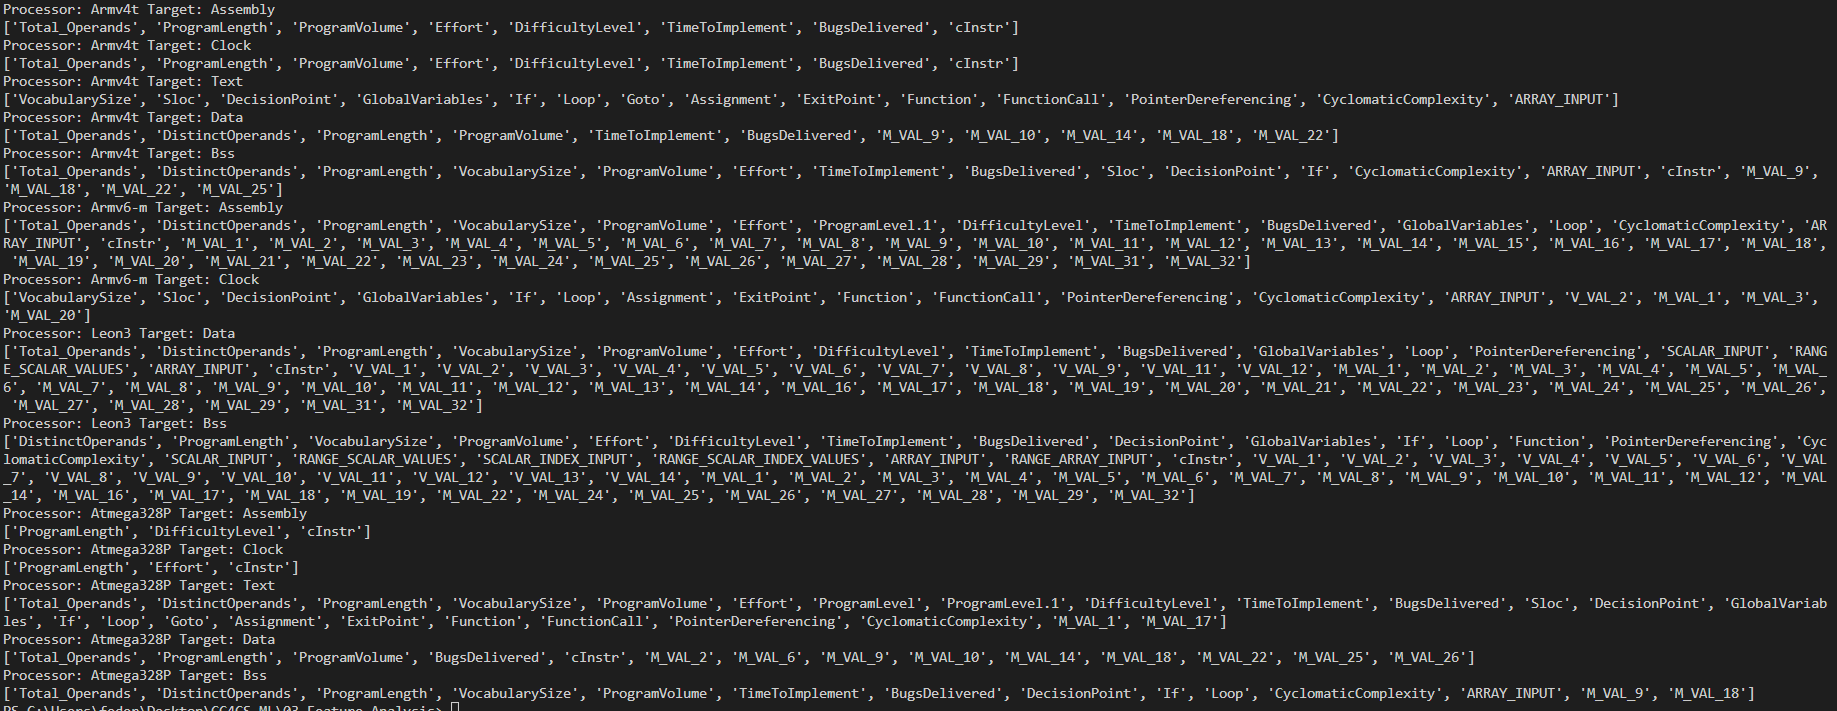 Processor: Armv4t Target: Assembly
['Total_Operands', 'ProgramLength', 'ProgramVolume', 'Effort', 'DifficultyLevel', 'TimeToImplement', 'BugsDelivered', 'cInstr']
Processor: Armv4t Target: Clock
['Total_Operands', 'ProgramLength', 'ProgramVolume', 'Effort', 'DifficultyLevel', 'TimeToImplement', 'BugsDelivered', 'cInstr']
Processor: Armv4t Target: Text
['VocabularySize', 'Sloc', 'DecisionPoint', 'GlobalVariables', 'If', 'Loop', 'Goto', 'Assignment', 'ExitPoint', 'Function', 'FunctionCall', 'PointerDereferencing', 'CyclomaticComplexity', 'ARRAY_INPUT']
Processor: Armv4t Target: Data
['Total_Operands', 'DistinctOperands', 'ProgramLength', 'ProgramVolume', 'TimeToImplement', 'BugsDelivered', 'M_VAL_9', 'M_VAL_10', 'M_VAL_14', 'M_VAL_18', 'M_VAL_22']
Processor: Armv4t Target: Bss
['Total_Operands', 'DistinctOperands', 'ProgramLength', 'VocabularySize', 'ProgramVolume', 'Effort', 'TimeToImplement', 'BugsDelivered', 'Sloc', 'DecisionPoint', 'If', 'CyclomaticComplexity', 'ARRAY_INPUT', 'cInstr', 'M_VAL_9',
'M_VAL_18', 'M_VAL_22', 'M_VAL_25']
Processor: Armv6-m Target: Assembly
['Total_Operands', 'DistinctOperands', 'ProgramLength', 'VocabularySize', 'ProgramVolume', 'Effort', 'ProgramLevel.1', 'DifficultyLevel', 'TimeToImplement', 'BugsDelivered', 'GlobalVariables', 'Loop', 'CyclomaticComplexity', 'AR
RAY_INPUT', 'cInstr', 'M_VAL_1', 'M_VAL_2', 'M_VAL_3', 'M_VAL_4', 'M_VAL_5', 'M_VAL_6', 'M_VAL_7', 'M_VAL_8', 'M_VAL_9', 'M_VAL_10', 'M_VAL_11', 'M_VAL_12', 'M_VAL_13', 'M_VAL_14', 'M_VAL_15', 'M_VAL_16', 'M_VAL_17', 'M_VAL_18',
'M_VAL_19', 'M_VAL_20', 'M_VAL_21', 'M_VAL_22', 'M_VAL_23', 'M_VAL_24', 'M_VAL_25', 'M_VAL_26', 'M_VAL_27', 'M_VAL_28', 'M_VAL_29', 'M_VAL_31', 'M_VAL_32']
Processor: Armv6-m Target: Clock
['VocabularySize', 'Sloc', 'DecisionPoint', 'GlobalVariables', 'If', 'Loop', 'Assignment', 'ExitPoint', 'Function', 'FunctionCall', 'PointerDereferencing', 'CyclomaticComplexity', 'ARRAY_INPUT', 'V_VAL_2', 'M_VAL_1', 'M_VAL_3',
'M_VAL_20']
Processor: Leon3 Target: Data
['Total_Operands', 'DistinctOperands', 'ProgramLength', 'VocabularySize', 'ProgramVolume', 'Effort', 'DifficultyLevel', 'TimeToImplement', 'BugsDelivered', 'GlobalVariables', 'Loop', 'PointerDereferencing', 'SCALAR_INPUT', 'RANG
E_SCALAR_VALUES', 'ARRAY_INPUT', 'cInstr', 'V_VAL_1', 'V_VAL_2', 'V_VAL_3', 'V_VAL_4', 'V_VAL_5', 'V_VAL_6', 'V_VAL_7', 'V_VAL_8', 'V_VAL_9', 'V_VAL_11', 'V_VAL_12', 'M_VAL_1', 'M_VAL_2', 'M_VAL_3', 'M_VAL_4', 'M_VAL_5', 'M_VAL_
6', 'M_VAL_7', 'M_VAL_8', 'M_VAL_9', 'M_VAL_10', 'M_VAL_11', 'M_VAL_12', 'M_VAL_13', 'M_VAL_14', 'M_VAL_16', 'M_VAL_17', 'M_VAL_18', 'M_VAL_19', 'M_VAL_20', 'M_VAL_21', 'M_VAL_22', 'M_VAL_23', 'M_VAL_24', 'M_VAL_25', 'M_VAL_26',
'M_VAL_27', 'M_VAL_28', 'M_VAL_29', 'M_VAL_31', 'M_VAL_32']
Processor: Leon3 Target: Bss
['DistinctOperands', 'ProgramLength', 'VocabularySize', 'ProgramVolume', 'Effort', 'DifficultyLevel', 'TimeToImplement', 'BugsDelivered', 'DecisionPoint', 'GlobalVariables', 'If', 'Loop', 'Function', 'PointerDereferencing', 'Cyc
lomaticComplexity', 'SCALAR_INPUT', 'RANGE_SCALAR_VALUES', 'SCALAR_INDEX_INPUT', 'RANGE_SCALAR_INDEX_VALUES', 'ARRAY_INPUT', 'RANGE_ARRAY_INPUT', 'cInstr', 'V_VAL_1', 'V_VAL_2', 'V_VAL_3', 'V_VAL_4', 'V_VAL_5', 'V_VAL_6', 'V_VAL
_7', 'V_VAL_8', 'V_VAL_9', 'V_VAL_10', 'V_VAL_11', 'V_VAL_12', 'V_VAL_13', 'V_VAL_14', 'M_VAL_1', 'M_VAL_2', 'M_VAL_3', 'M_VAL_4', 'M_VAL_5', 'M_VAL_6', 'M_VAL_7', 'M_VAL_8', 'M_VAL_9', 'M_VAL_10', 'M_VAL_11', 'M_VAL_12', 'M_VAL
_14', 'M_VAL_16', 'M_VAL_17', 'M_VAL_18', 'M_VAL_19', 'M_VAL_22', 'M_VAL_24', 'M_VAL_25', 'M_VAL_26', 'M_VAL_27', 'M_VAL_28', 'M_VAL_29', 'M_VAL_32']
Processor: Atmega328P Target: Assembly
['ProgramLength', 'DifficultyLevel', 'cInstr']
Processor: Atmega328P Target: Clock
['ProgramLength', 'Effort', 'cInstr']
Processor: Atmega328P Target: Text
['Total_Operands', 'DistinctOperands', 'ProgramLength', 'VocabularySize', 'ProgramVolume', 'Effort', 'ProgramLevel', 'ProgramLevel.1', 'DifficultyLevel', 'TimeToImplement', 'BugsDelivered', 'Sloc', 'DecisionPoint', 'GlobalVariab
les', 'If', 'Loop', 'Goto', 'Assignment', 'ExitPoint', 'Function', 'FunctionCall', 'PointerDereferencing', 'CyclomaticComplexity', 'M_VAL_1', 'M_VAL_17']
Processor: Atmega328P Target: Data
['Total_Operands', 'ProgramLength', 'ProgramVolume', 'BugsDelivered', 'cInstr', 'M_VAL_2', 'M_VAL_6', 'M_VAL_9', 'M_VAL_10', 'M_VAL_14', 'M_VAL_18', 'M_VAL_22', 'M_VAL_25', 'M_VAL_26']
Processor: Atmega328P Target: Bss
['Total_Operands', 'DistinctOperands', 'ProgramLength', 'VocabularySize', 'ProgramVolume', 'TimeToImplement', 'BugsDelivered', 'DecisionPoint', 'If', 'Loop', 'CyclomaticComplexity', 'ARRAY_INPUT', 'M_VAL_9', 'M_VAL_18']